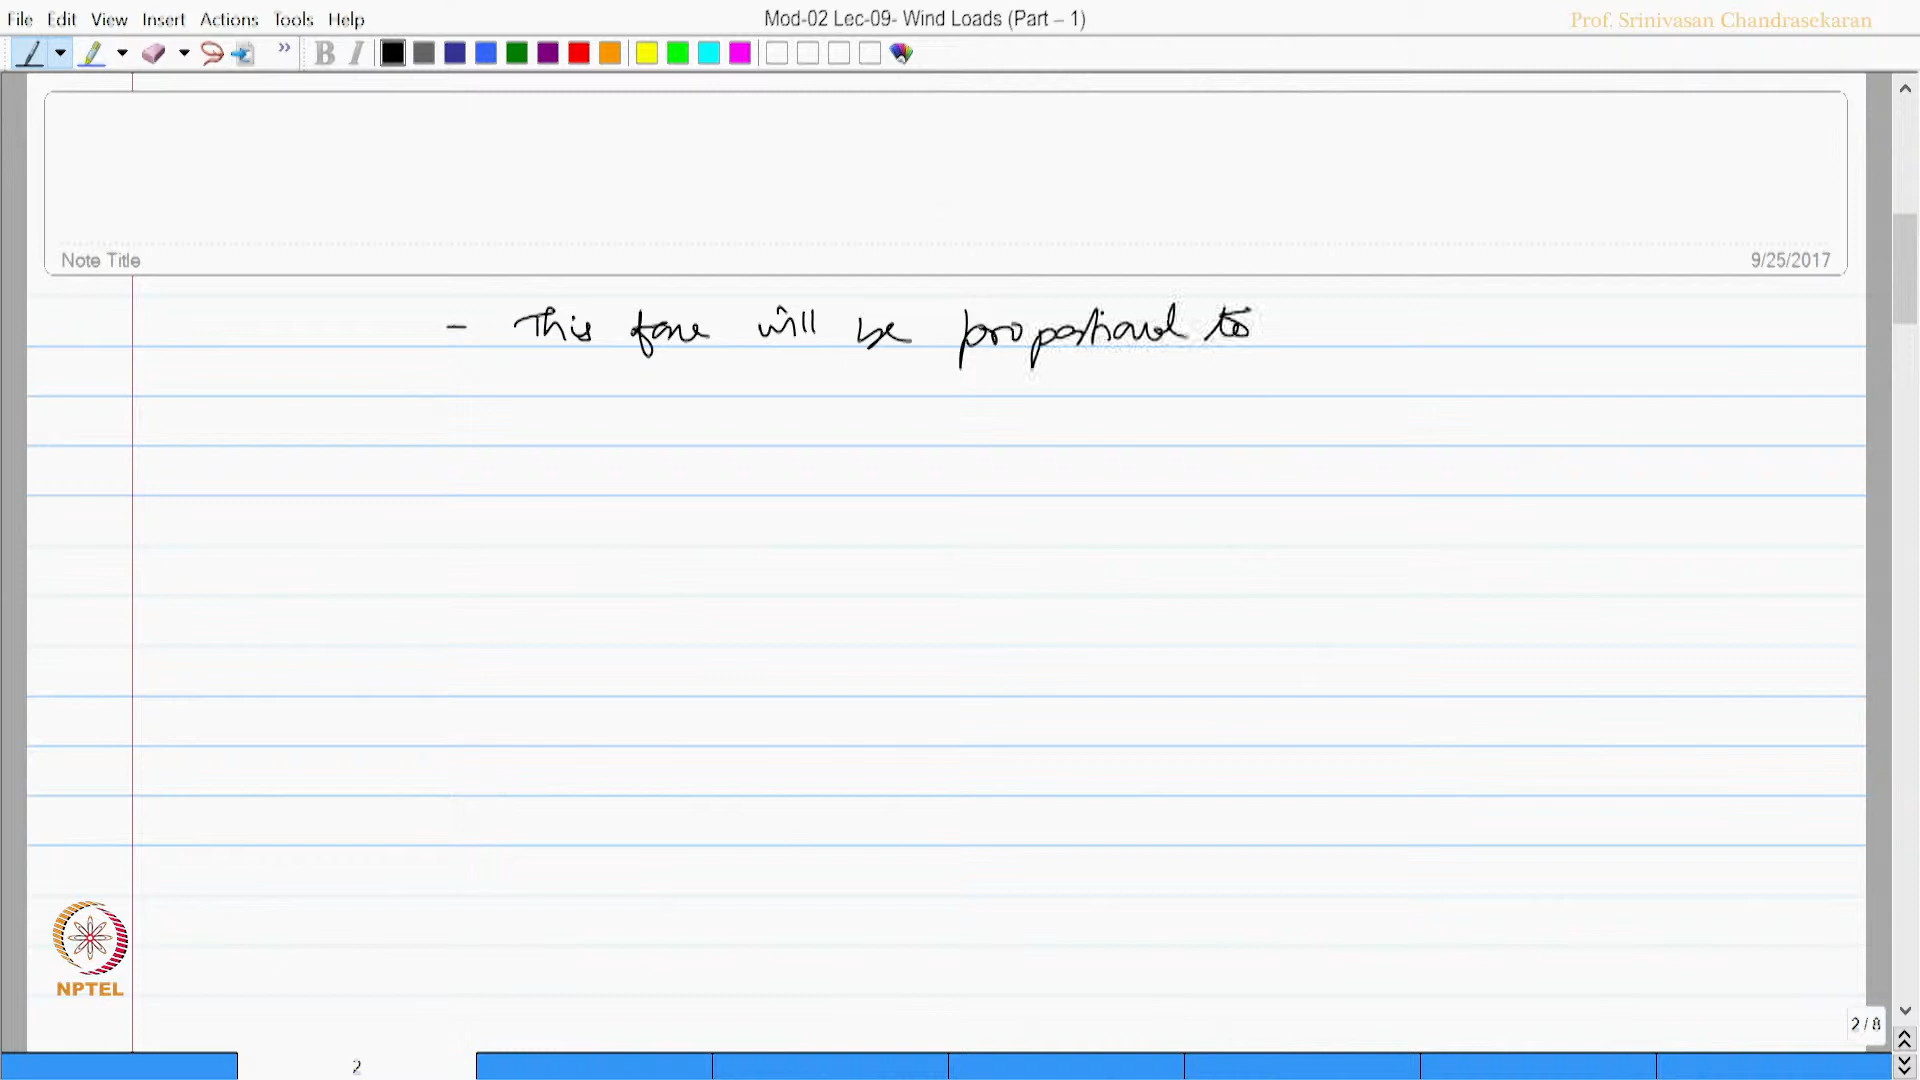 File Edit View Insert Actions Tools Help
Mod-02 Lec-09- Wind Loads (Part – 1)
Prof. Srinivasan Chandrasekaran
B I
Note Title
9/25/2017
- This force will be proportional to
NPTEL
2 / 8
2